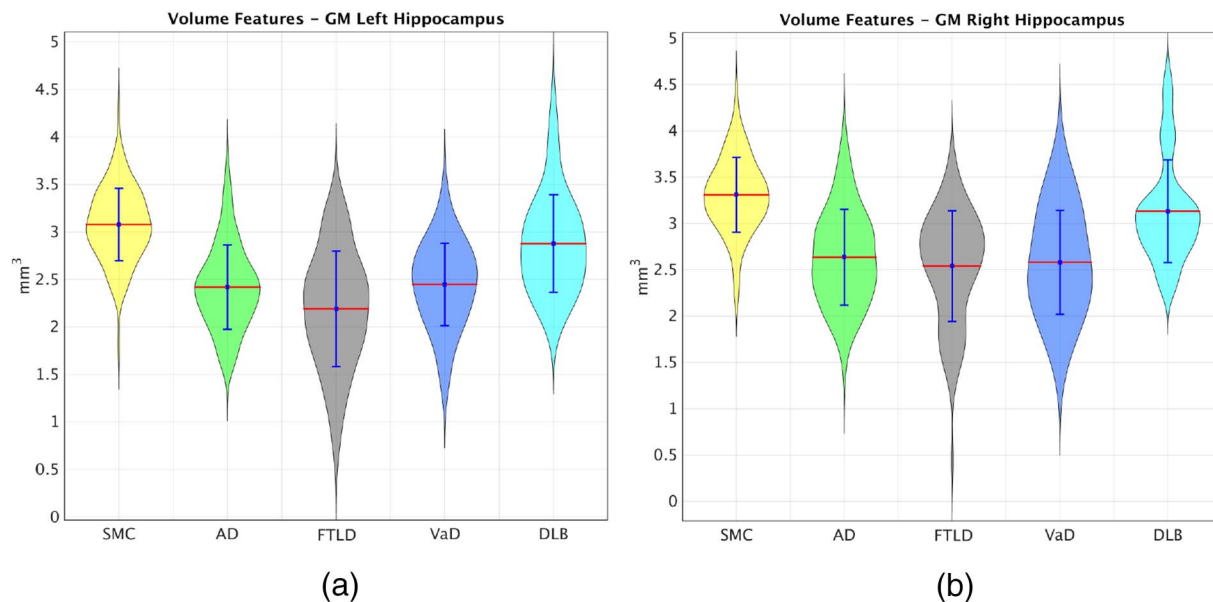 Volume Features – GM Left Hippocampus
5
4.5
4
3.5
3
2.5
2
1.5
1
0.5
0
mm3
SMC AD FTLD VaD DLB
(a)
Volume Features – GM Right Hippocampus
5
4.5
4
3.5
3
2.5
2
1.5
1
0.5
0
mm3
SMC AD FTLD VaD DLB
(b)